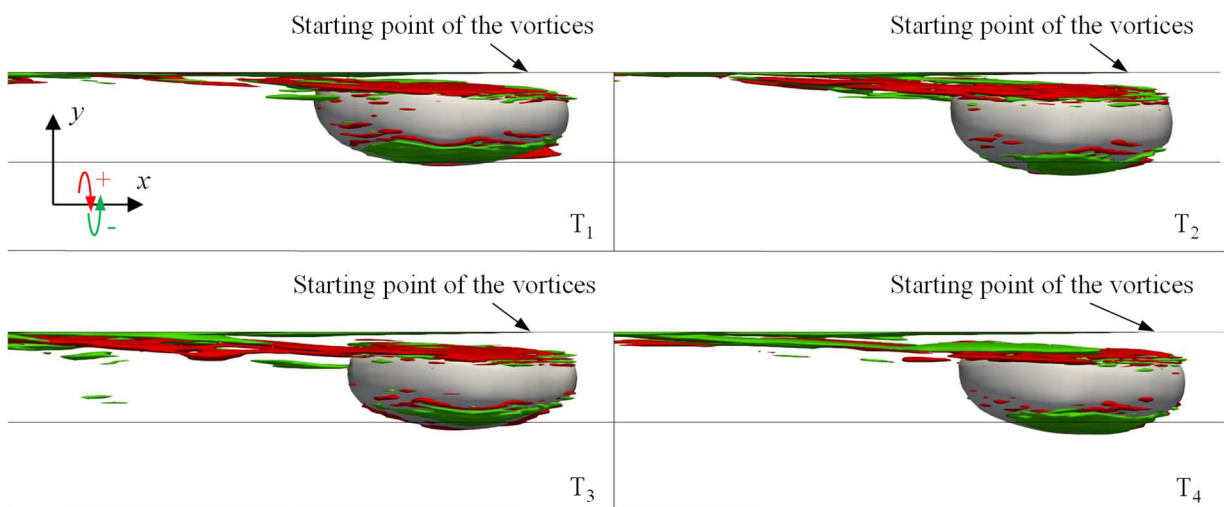 Starting point of the vortices
Starting point of the vortices
y
+
x
-
T1
T2
Starting point of the vortices
Starting point of the vortices
T3
T4